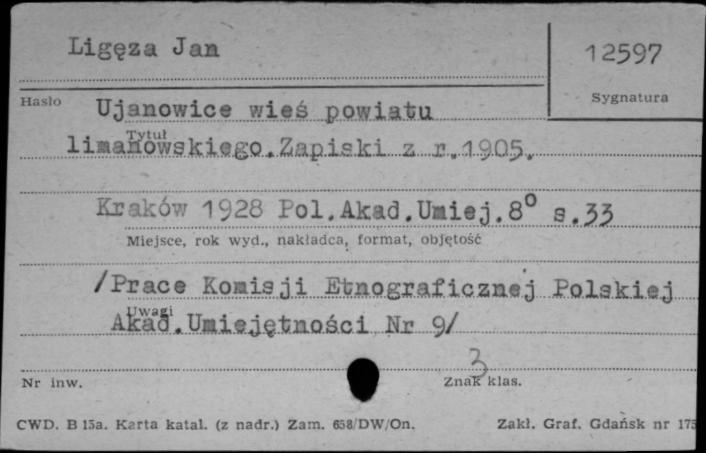 Ligęza Jan
12597
Hasło
Sygnatura
Ujanowice wieś powiatu
Tytuł
limanowskiego.Zapiski z r.1905.
Kraków 1928 Pol.Akad.Umiej.8° s.33
Miejsce, rok wyd., nakładca, format, objętość
/Prace Komisji Etnograficznej Polskiej
Uwagi
Akad.Umiejętności Nr 9/
3
Nr inw.
Znak klas.
CWD. B 15a. Karta katal. (z nadr.) Zam. 658/DW/On.
Zakł. Graf. Gdańsk nr 175